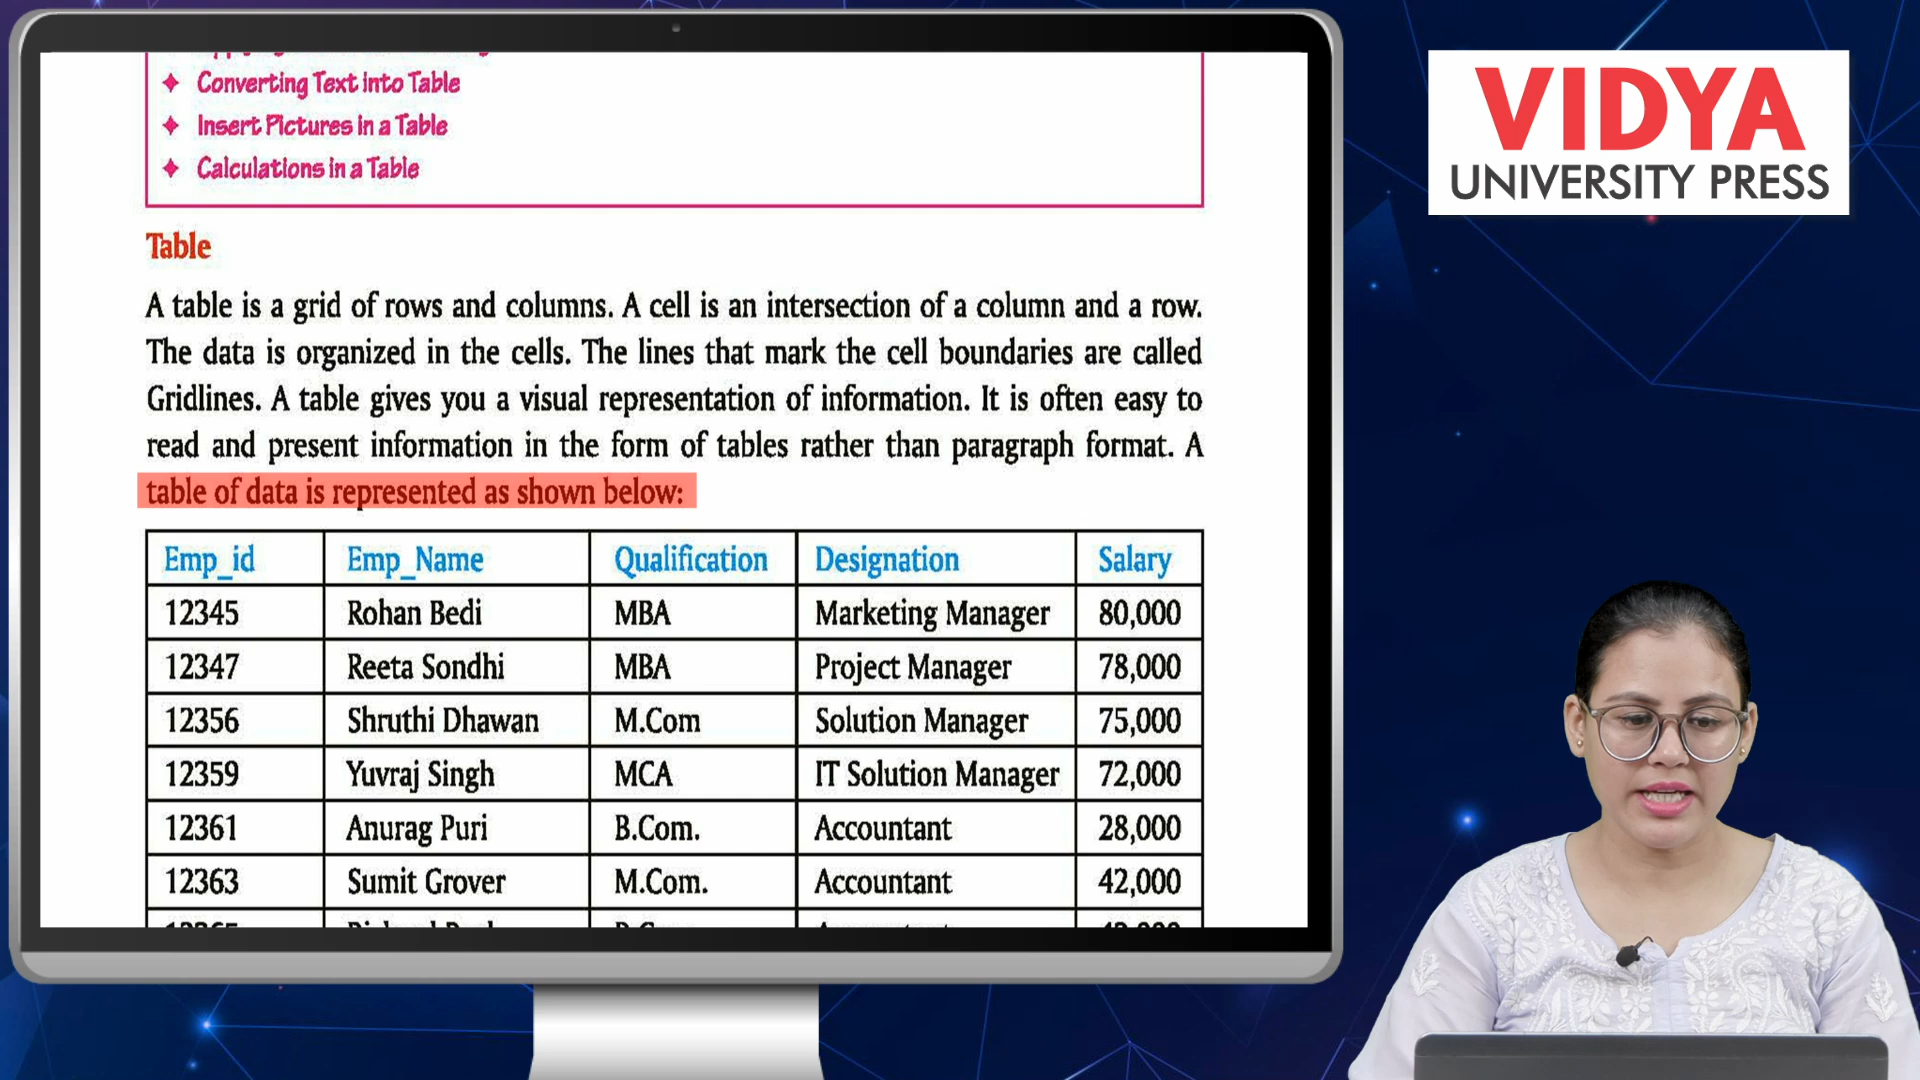 Converting Text into Table
Insert Pictures in a Table
Calculations in a Table
Table
A table is a grid of rows and columns. A cell is an intersection of a column and a row.
The data is organized in the cells. The lines that mark the cell boundaries are called
Gridlines. A table gives you a visual representation of information. It is often easy to
read and present information in the form of tables rather than paragraph format. A
table of data is represented as shown below:
Emp_id Emp_Name Qualification Designation Salary
12345 Rohan Bedi MBA Marketing Manager 80,000
12347 Reeta Sondhi MBA Project Manager 78,000
12356 Shruthi Dhawan M.Com Solution Manager 75,000
12359 Yuvraj Singh MCA IT Solution Manager 72,000
12361 Anurag Puri B.Com. Accountant 28,000
12363 Sumit Grover M.Com. Accountant 42,000
VIDYA
UNIVERSITY PRESS